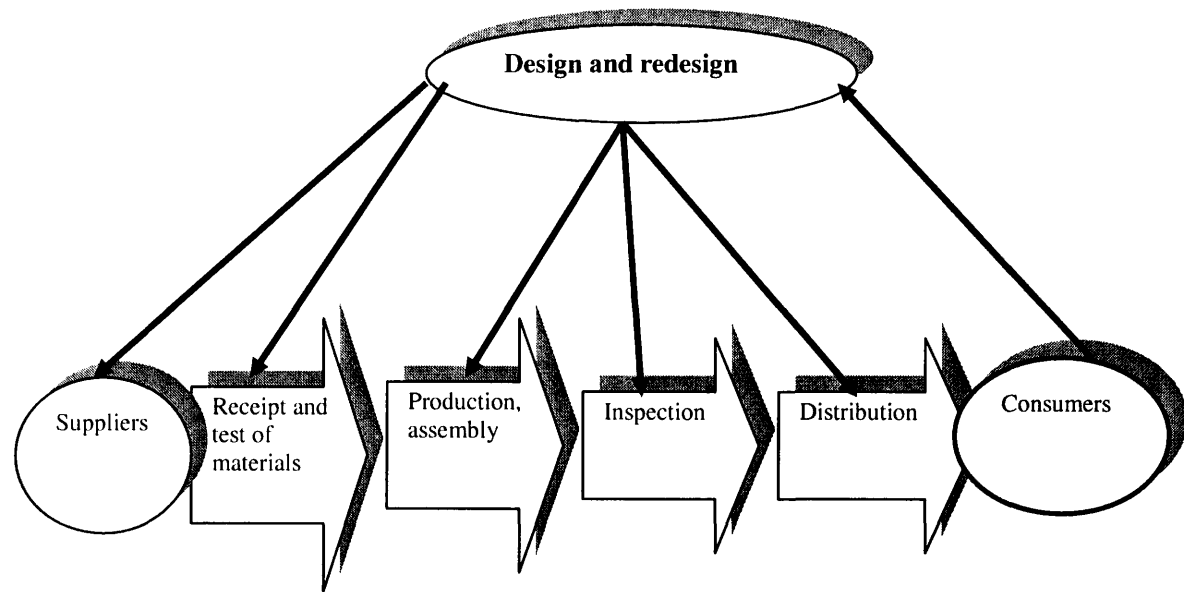 Design and redesign
Suppliers
Receipt and
test of
materials
Production,
assembly
Inspection
Distribution
Consumers